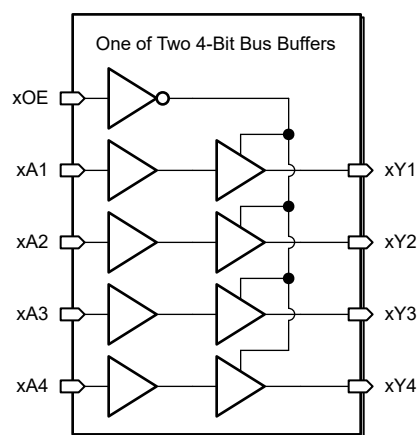 One of Two 4-Bit Bus Buffers
xOE
xA1
xY1
xA2
xY2
xA3
xY3
xA4
xY4